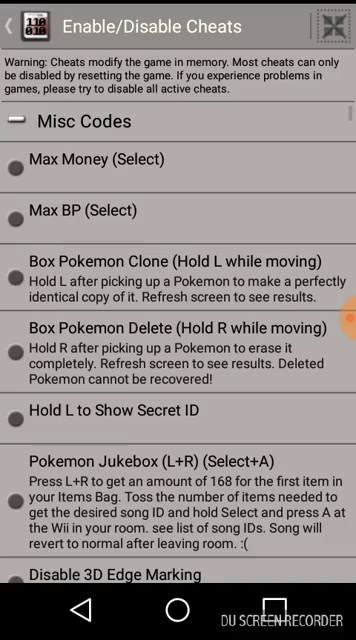 110
010
Enable/Disable Cheats
Warning: Cheats modify the game in memory. Most cheats can only
be disabled by resetting the game. If you experience problems in
games, please try to disable all active cheats.
Misc Codes
Max Money (Select)
Max BP (Select)
Box Pokemon Clone (Hold L while moving)
Hold L after picking up a Pokemon to make a perfectly
identical copy of it. Refresh screen to see results.
Box Pokemon Delete (Hold R while moving)
Hold R after picking up a Pokemon to erase it
completely. Refresh screen to see results. Deleted
Pokemon cannot be recovered!
Hold L to Show Secret ID
Pokemon Jukebox (L+R) (Select+A)
Press L+R to get an amount of 168 for the first item in
your Items Bag. Toss the number of items needed to
get the desired song ID and hold Select and press A at
the Wii in your room. see list of song IDs. Song will
revert to normal after leaving room. :(
Disable 3D Edge Marking
DU SCREEN RECORDER